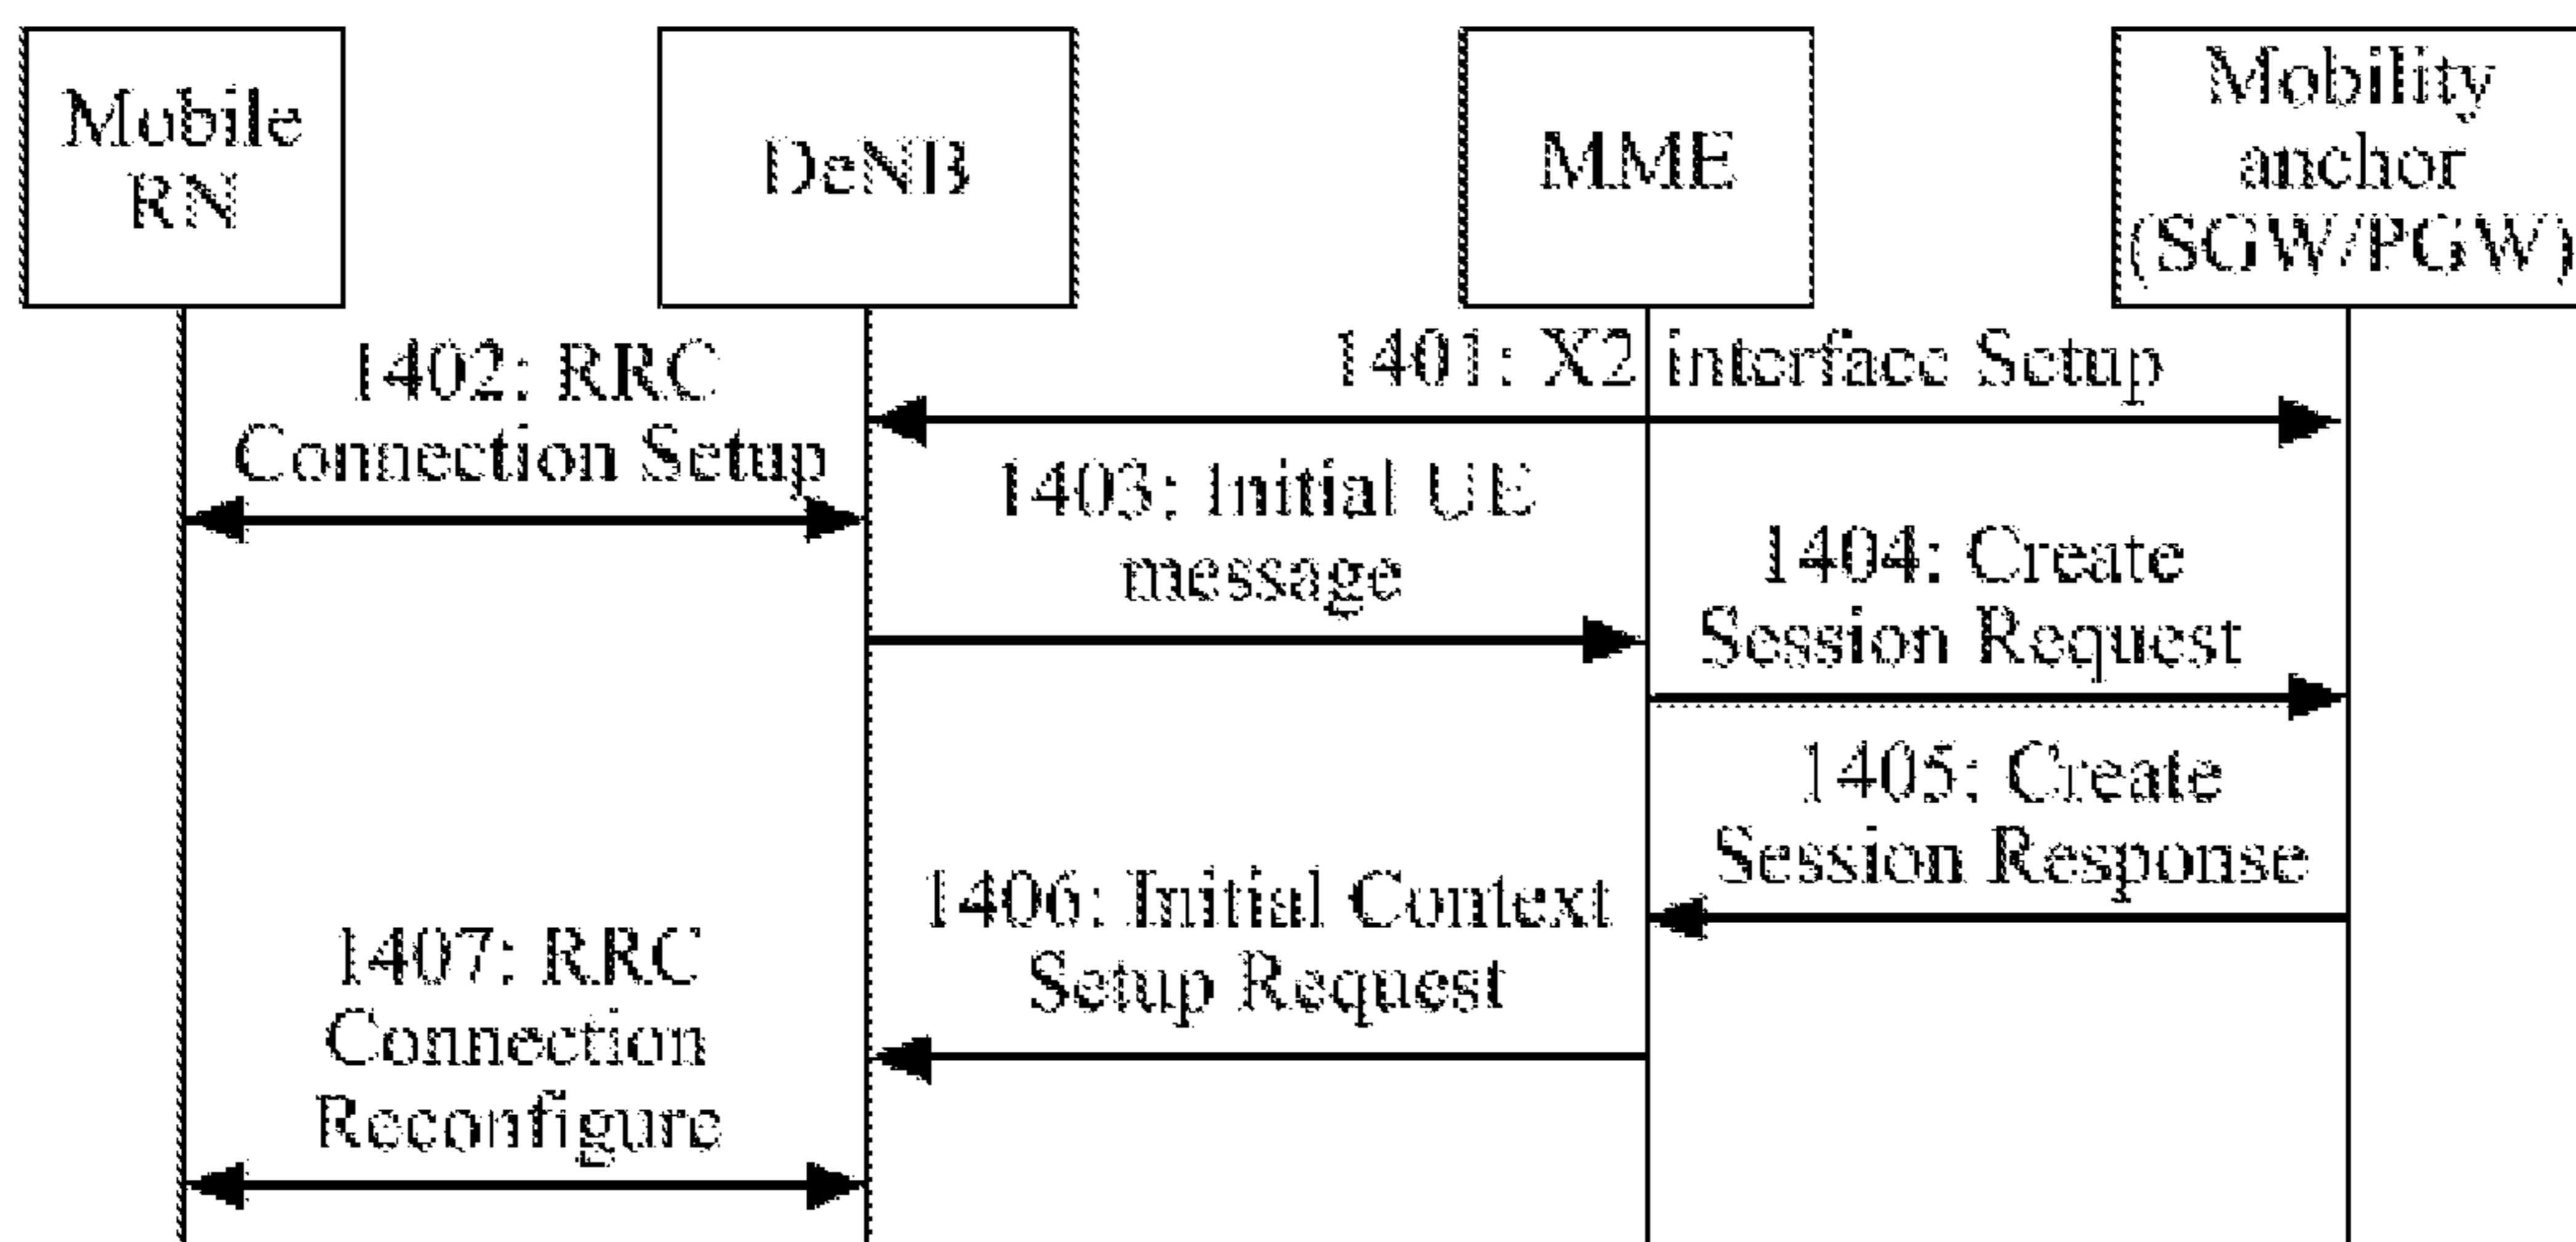 Mobile
RN
DeNB
MME
Mobility
anchor
(SGW/PGW)
1401: X2 interface Setup
1402: RRC
Connection Setup
1403: Initial UE
message
1404: Create
Session Request
1405: Create
Session Response
1406: Initial Context
Setup Request
1407: RRC
Connection
Reconfigure